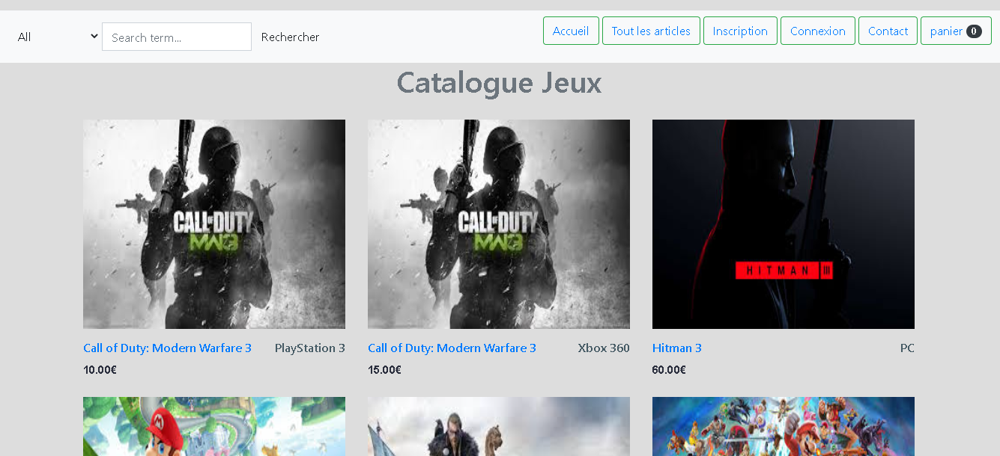 All Search term... Rechercher Accueil Tout les articles Inscription Connexion Contact panier 0
Catalogue Jeux
CALL OF DUTY
MW3
CALL OF DUTY
MW3
HITMAN III
Call of Duty: Modern Warfare 3 PlayStation 3
10.00€
Call of Duty: Modern Warfare 3 Xbox 360
15.00€
Hitman 3 PC
60.00€
M